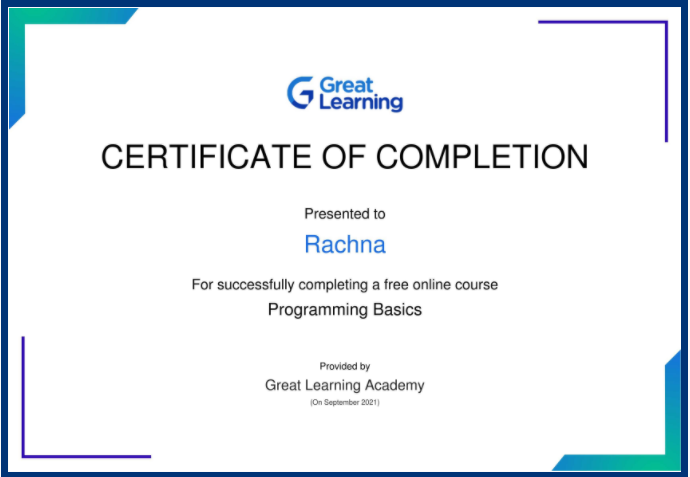 Great
Learning
CERTIFICATE OF COMPLETION
Presented to
Rachna
For successfully completing a free online course
Programming Basics
Provided by
Great Learning Academy
(On September 2021)